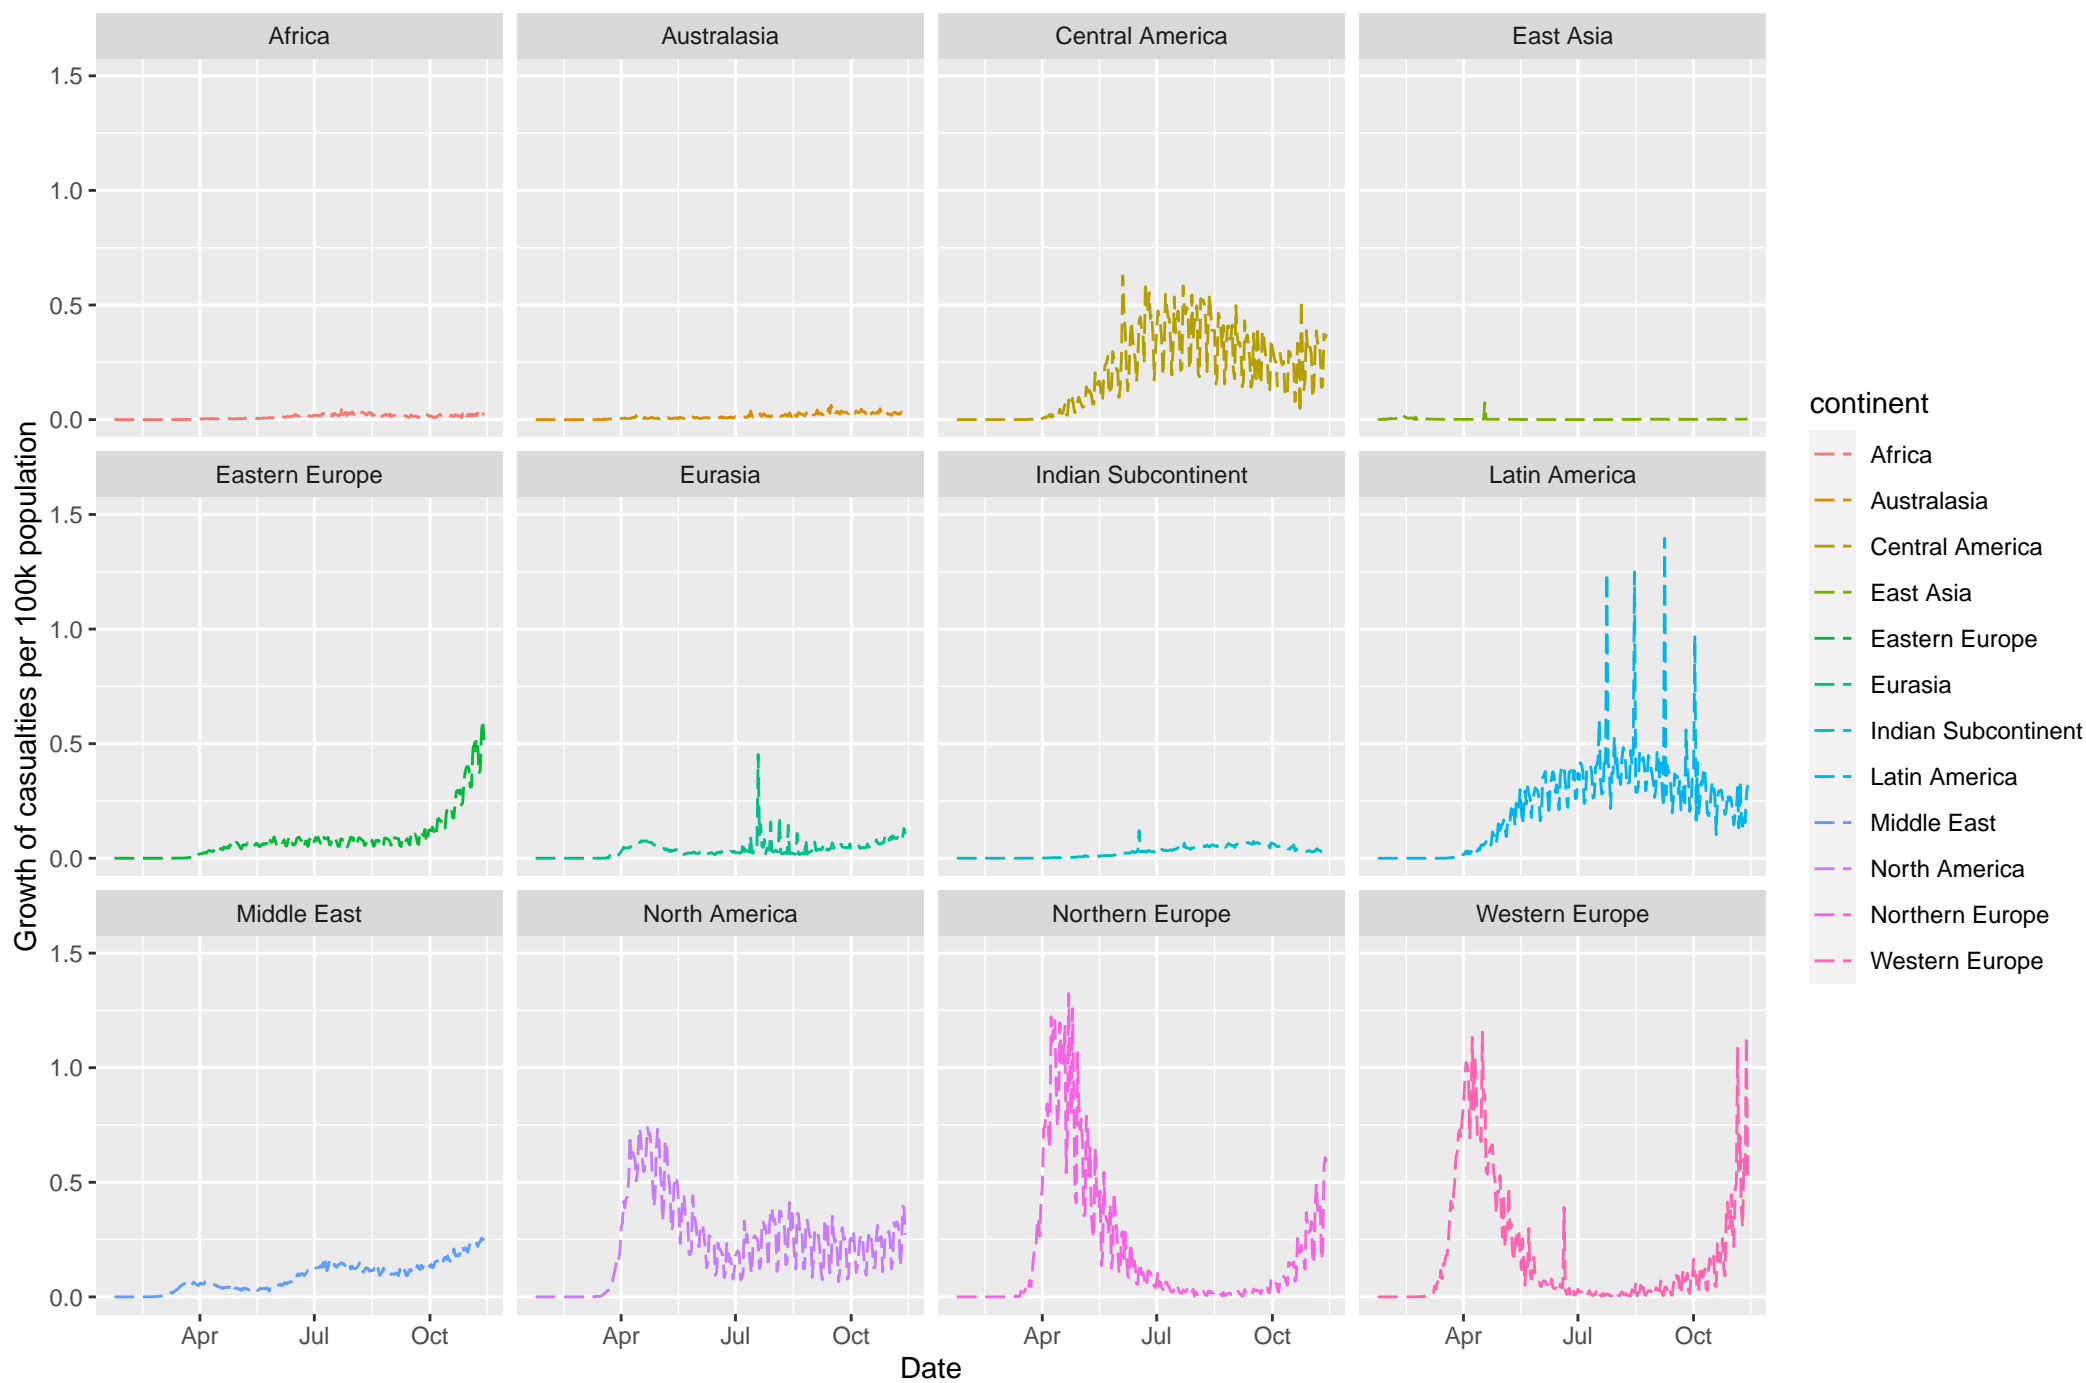 Africa
Australasia
Central America
East Asia
1.5
1.0
0.5
0.0
Eastern Europe
Eurasia
Indian Subcontinent
Latin America
1.5
1.0
0.5
0.0
Middle East
North America
Northern Europe
Western Europe
1.5
1.0
0.5
0.0
Apr
Jul
Oct
Apr
Jul
Oct
Apr
Jul
Oct
Apr
Jul
Oct
Date
Growth of casualties per 100k population
continent
Africa
Australasia
Central America
East Asia
Eastern Europe
Eurasia
Indian Subcontinent
Latin America
Middle East
North America
Northern Europe
Western Europe